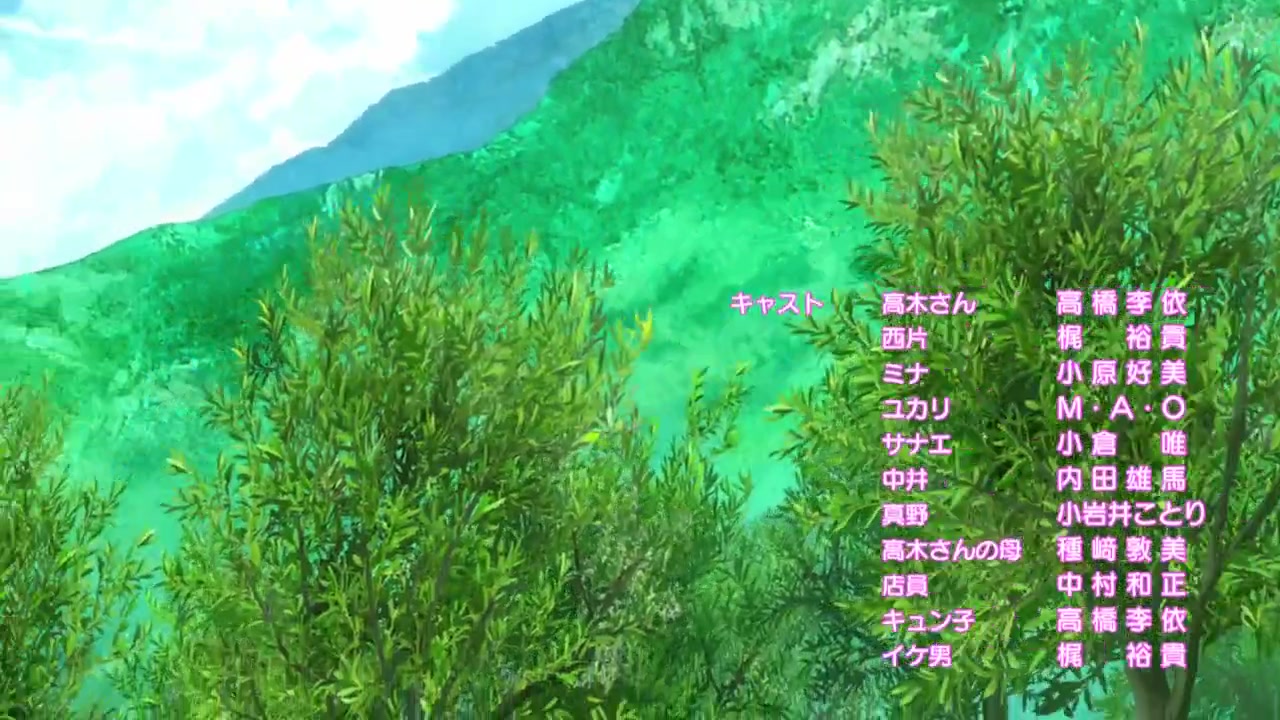 キャスト 高木さん 高橋李依
西片 梶 裕貴
ミナ 小原好美
ユカリ M・A・O
サナエ 小倉 唯
中井 内田雄馬
真野 小岩井ことり
高木さんの母 種﨑敦美
店員 中村和正
キュン子 高橋李依
イケ男 梶 裕貴